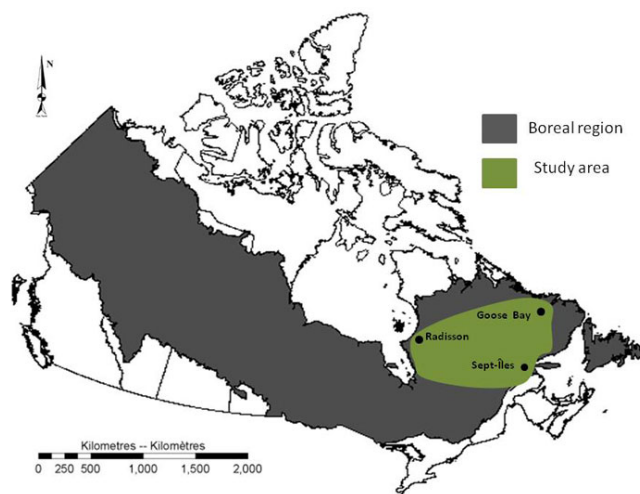 N
Boreal region
Study area
Goose Bay
Radisson
Sept-Îles
Kilometres -- Kilomètres
0 250 500 1,000 1,500 2,000